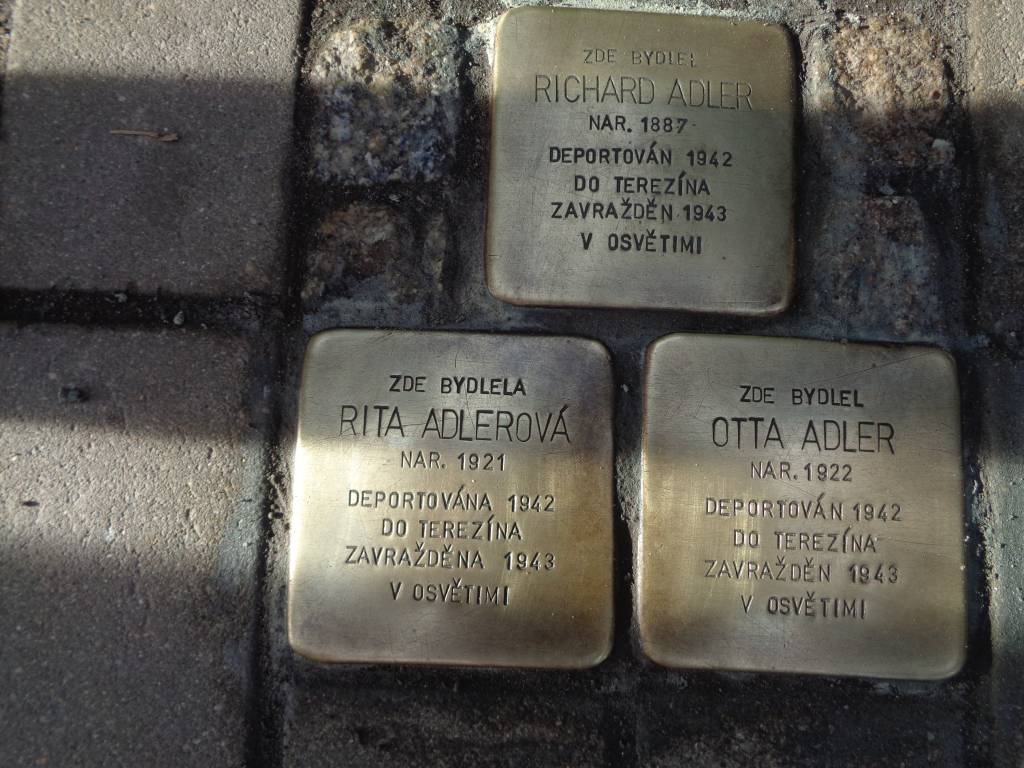 ZDE BYDLEL
RICHARD ADLER
NAR. 1887
DEPORTOVÁN 1942
DO TEREZÍNA
ZAVRAŽDĚN 1943
V OSVĚTIMI
ZDE BYDLELA
RITA ADLEROVÁ
NAR. 1921
DEPORTOVÁNA 1942
DO TEREZÍNA
ZAVRAŽDĚNA 1943
V OSVĚTIMI
ZDE BYDLEL
OTTA ADLER
NAR. 1922
DEPORTOVÁN 1942
DO TEREZÍNA
ZAVRAŽDĚN 1943
V OSVĚTIMI